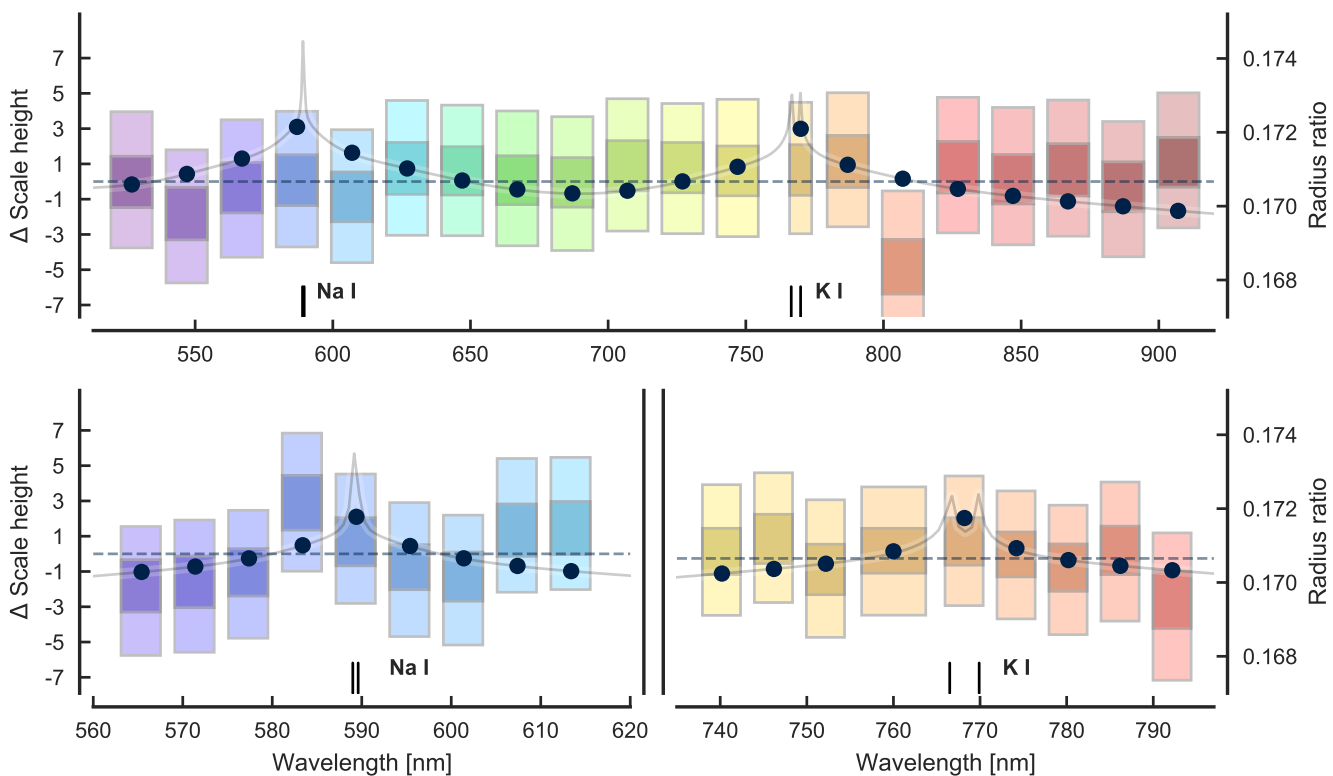 7
5
3
1
-1
-3
-5
-7
Δ Scale height
0.174
0.172
0.170
0.168
Radius ratio
Na I
K I
550 600 650 700 750 800 850 900
7
5
3
1
-1
-3
-5
-7
Δ Scale height
0.174
0.172
0.170
0.168
Radius ratio
Na I
K I
560 570 580 590 600 610 620
740 750 760 770 780 790
Wavelength [nm]
Wavelength [nm]